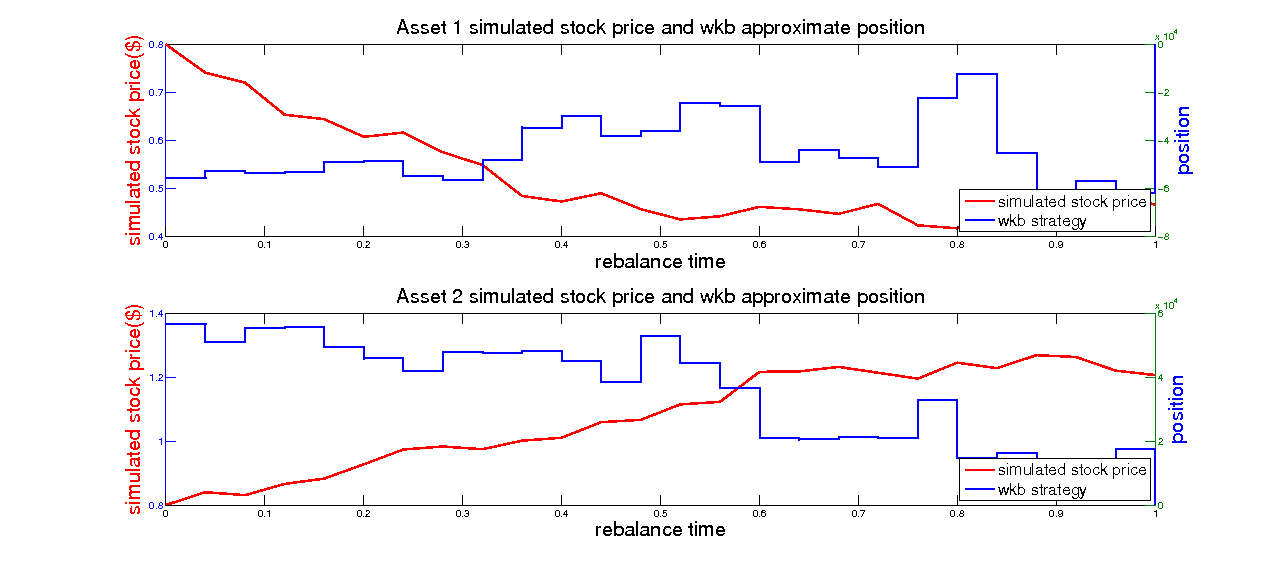 Asset 1 simulated stock price and wkb approximate position
x 10^4
simulated stock price($)
0.8
0.7
0.6
0.5
0.4
0
-2
-4
-6
-8
position
simulated stock price
wkb strategy
0 0.1 0.2 0.3 0.4 0.5 0.6 0.7 0.8 0.9 1
rebalance time
Asset 2 simulated stock price and wkb approximate position
x 10^4
simulated stock price($)
1.4
1.2
1
0.8
6
4
2
0
position
simulated stock price
wkb strategy
0 0.1 0.2 0.3 0.4 0.5 0.6 0.7 0.8 0.9 1
rebalance time